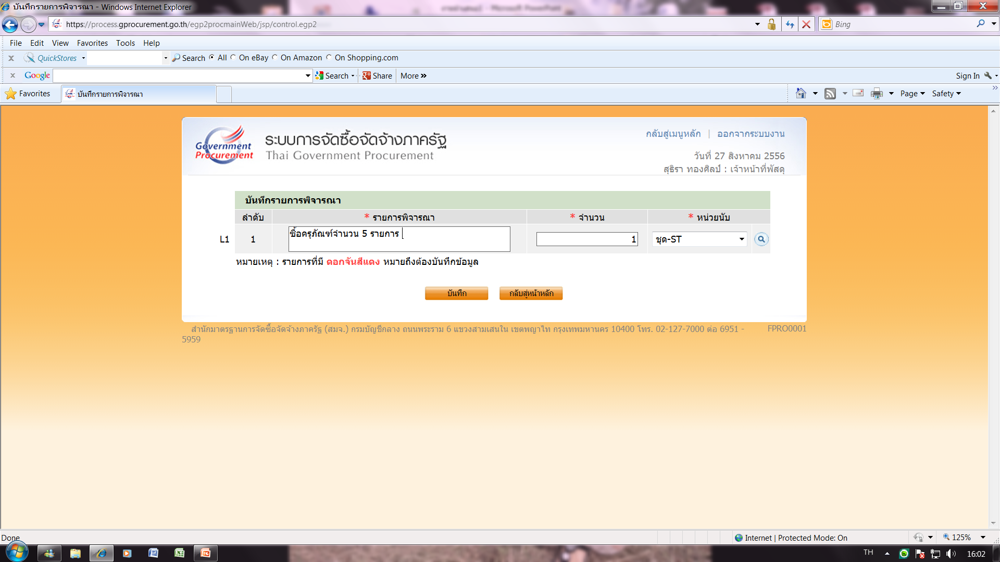 บันทึกรายการพิจารณา - Windows Internet Explorer
https://process.gprocurement.go.th/egp2procmainWeb/jsp/control.egp2
Bing
File Edit View Favorites Tools Help
x QuickStores Search All On eBay On Amazon On Shopping.com
x Google Search Share More »
Sign In
Favorites บันทึกรายการพิจารณา
Page Safety
Government
Procurement
ระบบการจัดซื้อจัดจ้างภาครัฐ
Thai Government Procurement
กลับสู่เมนูหลัก | ออกจากระบบงาน
วันที่ 27 สิงหาคม 2556
สุธิรา ทองศิลป์ : เจ้าหน้าที่พัสดุ
บันทึกรายการพิจารณา
ลำดับ * รายการพิจารณา * จำนวน * หน่วยนับ
L1 1 ซื้อครุภัณฑ์จำนวน 5 รายการ 1 ชุด-ST
หมายเหตุ : รายการที่มี ดอกจันสีแดง หมายถึงต้องบันทึกข้อมูล
บันทึก กลับสู่หน้าหลัก
สำนักมาตรฐานการจัดซื้อจัดจ้างภาครัฐ (สมจ.) กรมบัญชีกลาง ถนนพระราม 6 แขวงสามเสนใน เขตพญาไท กรุงเทพมหานคร 10400 โทร. 02-127-7000 ต่อ 6951 - FPRO0001
5959
Done
Internet | Protected Mode: On
125%
TH
16:02